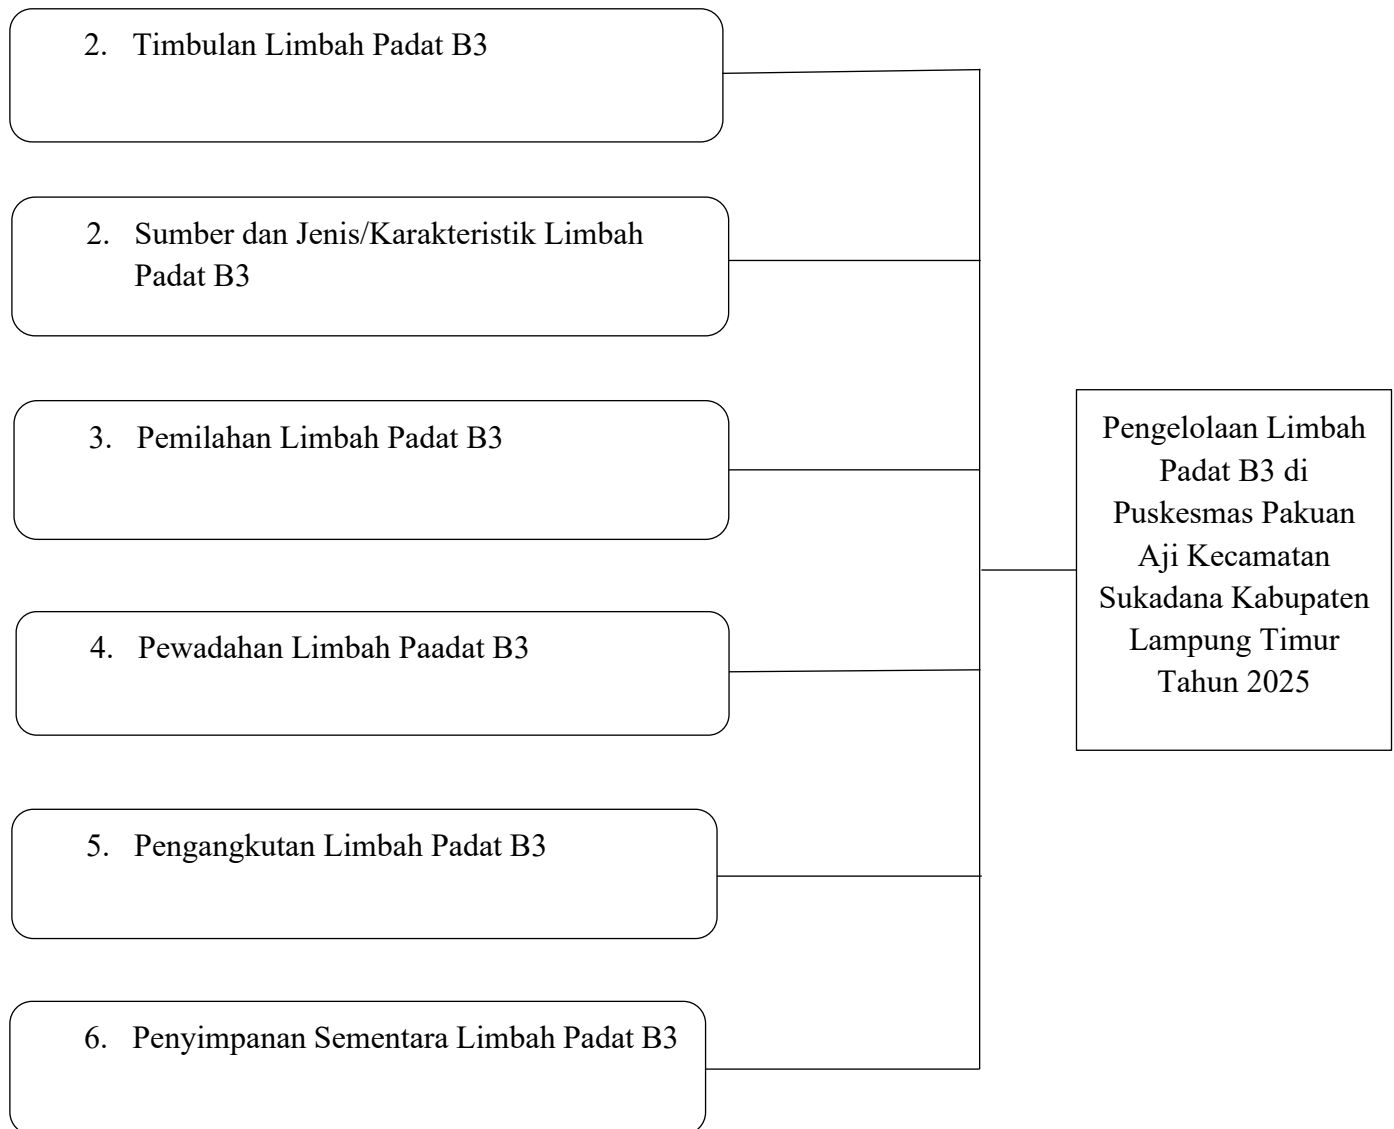 2. Timbulan Limbah Padat B3
2. Sumber dan Jenis/Karakteristik Limbah
Padat B3
3. Pemilahan Limbah Padat B3
4. Pewadahan Limbah Paadat B3
5. Pengangkutan Limbah Padat B3
6. Penyimpanan Sementara Limbah Padat B3
Pengelolaan Limbah
Padat B3 di
Puskesmas Pakuan
Aji Kecamatan
Sukadana Kabupaten
Lampung Timur
Tahun 2025